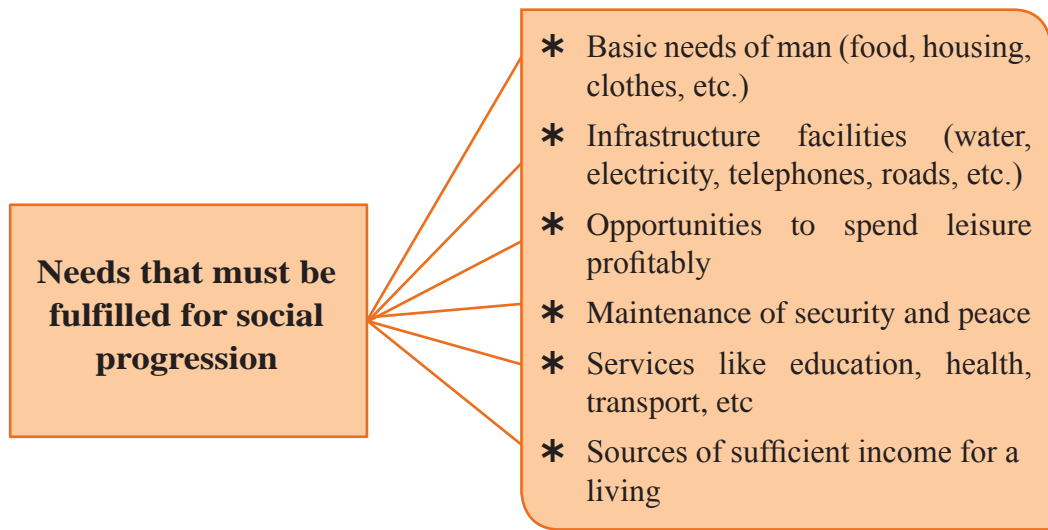 Needs that must be
fulfilled for social
progression
* Basic needs of man (food, housing,
clothes, etc.)
* Infrastructure facilities (water,
electricity, telephones, roads, etc.)
* Opportunities to spend leisure
profitably
* Maintenance of security and peace
* Services like education, health,
transport, etc
* Sources of sufficient income for a
living